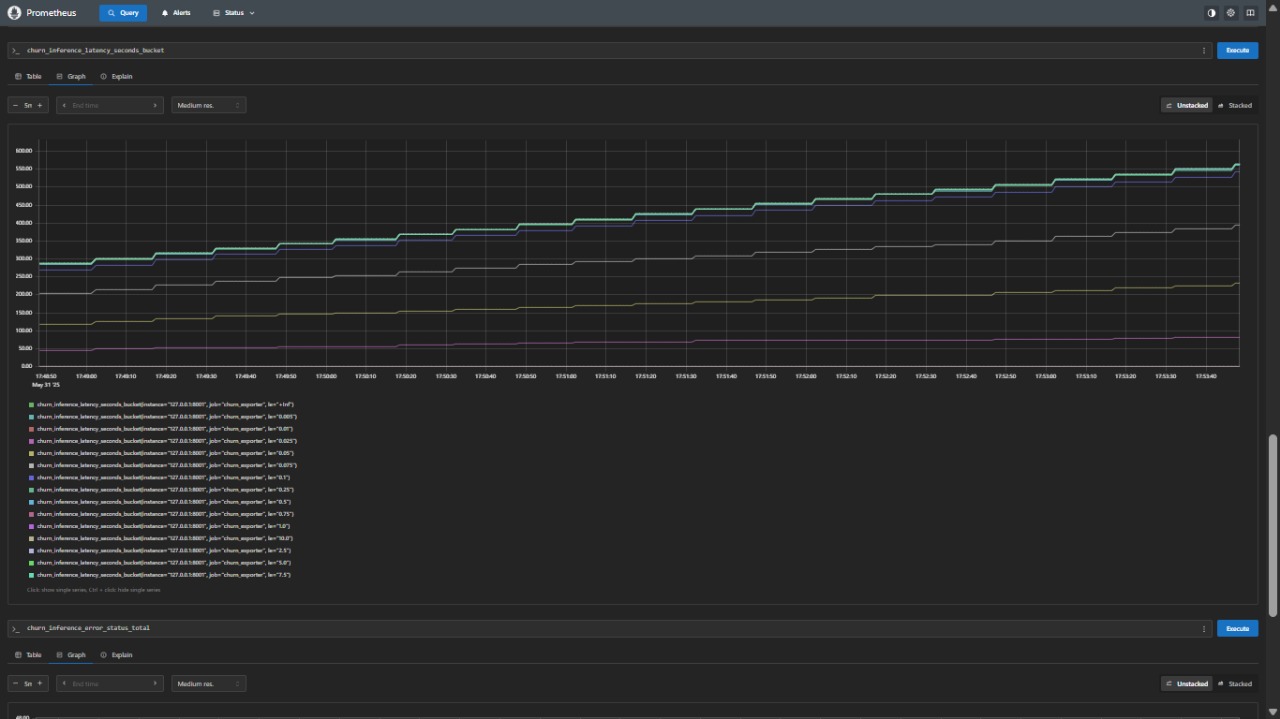 Prometheus Query Alerts Status
>_ churn_inference_latency_seconds_bucket Execute
Table Graph Explain
− 5m + End time Medium res. Unstacked Stacked
600.00
550.00
500.00
450.00
400.00
350.00
300.00
250.00
200.00
150.00
100.00
50.00
0.00
17:48:50 17:49:00 17:49:10 17:49:20 17:49:30 17:49:40 17:49:50 17:50:00 17:50:10 17:50:20 17:50:30 17:50:40 17:50:50 17:51:00 17:51:10 17:51:20 17:51:30 17:51:40 17:51:50 17:52:00 17:52:10 17:52:20 17:52:30 17:52:40 17:52:50 17:53:00 17:53:10 17:53:20 17:53:30 17:53:40
May 31 '25
churn_inference_latency_seconds_bucket{instance="127.0.0.1:8001", job="churn_exporter", le="+Inf"}
churn_inference_latency_seconds_bucket{instance="127.0.0.1:8001", job="churn_exporter", le="0.005"}
churn_inference_latency_seconds_bucket{instance="127.0.0.1:8001", job="churn_exporter", le="0.01"}
churn_inference_latency_seconds_bucket{instance="127.0.0.1:8001", job="churn_exporter", le="0.025"}
churn_inference_latency_seconds_bucket{instance="127.0.0.1:8001", job="churn_exporter", le="0.05"}
churn_inference_latency_seconds_bucket{instance="127.0.0.1:8001", job="churn_exporter", le="0.075"}
churn_inference_latency_seconds_bucket{instance="127.0.0.1:8001", job="churn_exporter", le="0.1"}
churn_inference_latency_seconds_bucket{instance="127.0.0.1:8001", job="churn_exporter", le="0.25"}
churn_inference_latency_seconds_bucket{instance="127.0.0.1:8001", job="churn_exporter", le="0.5"}
churn_inference_latency_seconds_bucket{instance="127.0.0.1:8001", job="churn_exporter", le="0.75"}
churn_inference_latency_seconds_bucket{instance="127.0.0.1:8001", job="churn_exporter", le="1.0"}
churn_inference_latency_seconds_bucket{instance="127.0.0.1:8001", job="churn_exporter", le="10.0"}
churn_inference_latency_seconds_bucket{instance="127.0.0.1:8001", job="churn_exporter", le="2.5"}
churn_inference_latency_seconds_bucket{instance="127.0.0.1:8001", job="churn_exporter", le="5.0"}
churn_inference_latency_seconds_bucket{instance="127.0.0.1:8001", job="churn_exporter", le="7.5"}
Click: show single series, Ctrl + click: hide single series
>_ churn_inference_error_status_total Execute
Table Graph Explain
− 5m + End time Medium res. Unstacked Stacked